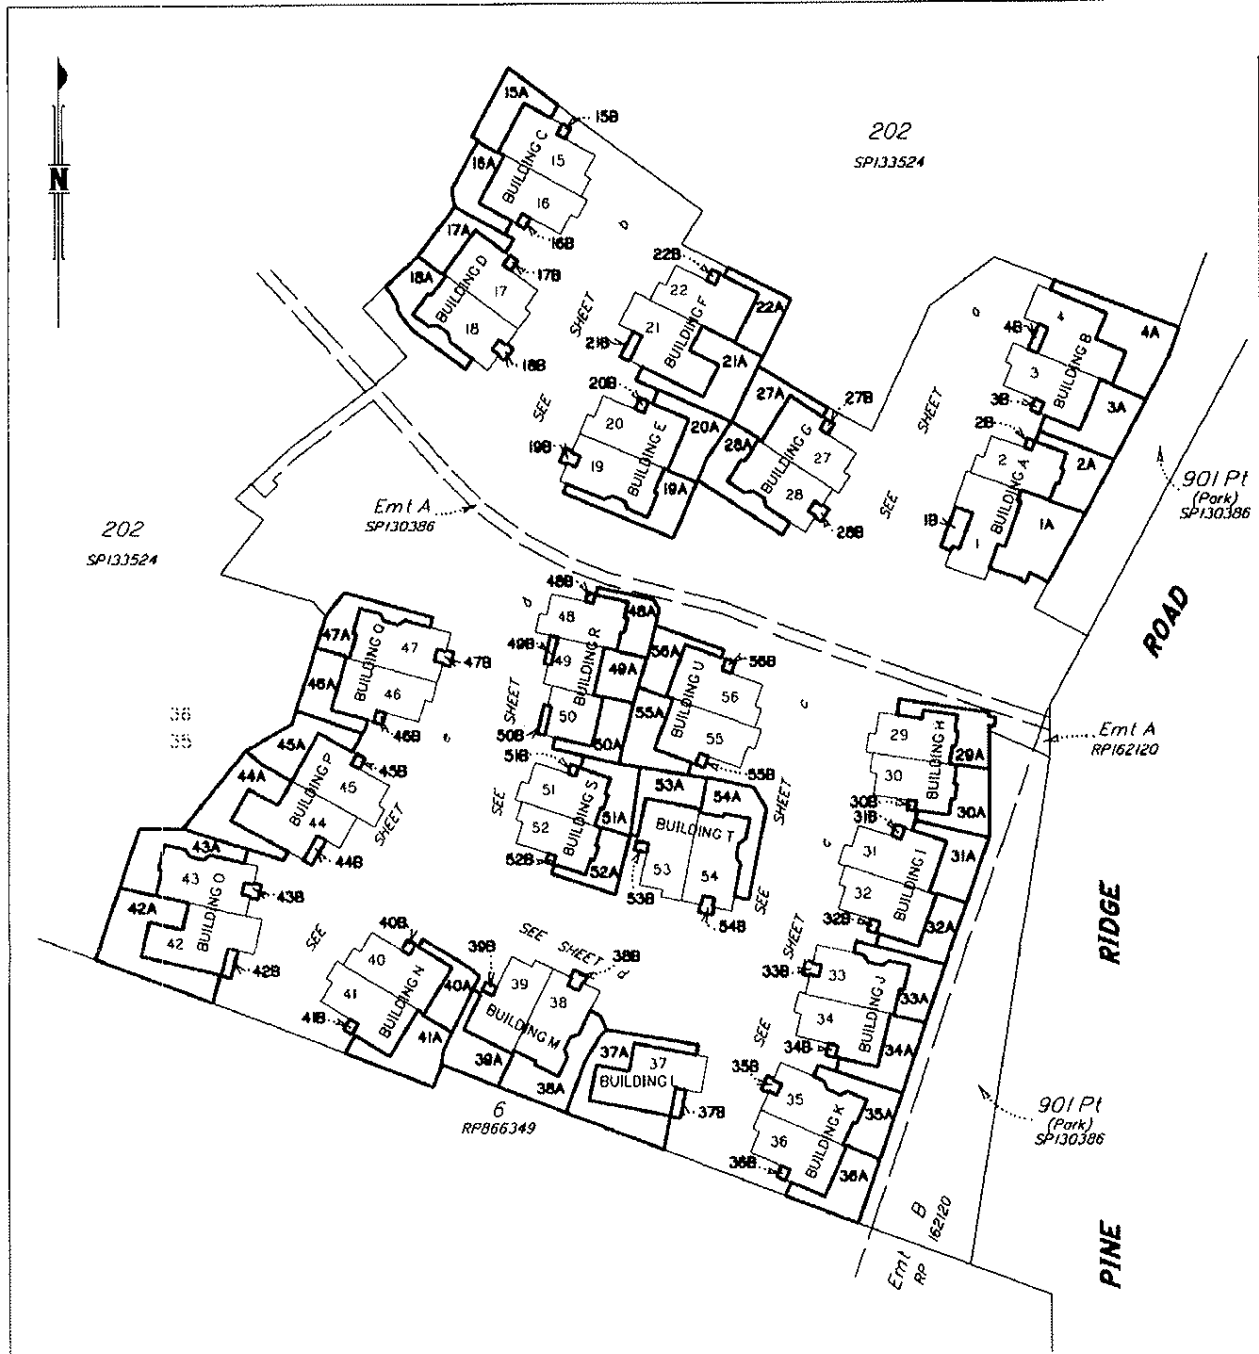 N
202
SP133524
15A
15B
BUILDING C
15
16A
16
16B
17A
17B
BUILDING D
17
18A
18
18B
b
SEE SHEET
22B
22
22A
BUILDING F
21
21B
21A
20B
20
20A
BUILDING E
19B
19
19A
27A
27B
BUILDING G
27
28A
28
28B
a
SEE SHEET
4
4A
4B
BUILDING B
3
3A
3B
2B
2
2A
BUILDING A
1B
1
1A
901 Pt
(Park)
SP130386
Emt A
SP130386
202
SP133524
ROAD
48B
d
48
48A
BUILDING R
49B
49
49A
50B
50
50A
47A
BUILDING Q
47
47B
46A
46
46B
36
35
e
SEE SHEET
56A
56B
BUILDING U
56
55A
55
55B
c
SEE SHEET
29
BUILDING H
29A
30
30A
30B
Emt A
RP162120
45A
45
45B
BUILDING P
44A
44
44B
SEE SHEET
51B
51
51A
BUILDING S
52
52A
52B
53A
54A
BUILDING T
53
53B
54
54B
31B
31
31A
BUILDING I
c
32
32A
32B
SEE SHEET
43A
43
43B
BUILDING O
42A
42
42B
40B
40
40A
BUILDING N
41
41A
41B
SEE SHEET d
39B
39
39A
BUILDING M
38B
38
38A
33B
33
33A
BUILDING J
34
34A
34B
37A
37
BUILDING L
37B
35B
35
35A
BUILDING K
36
36A
36B
6
RP866349
901 Pt
(Park)
SP130386
B
162120
Emt
RP
PINE RIDGE